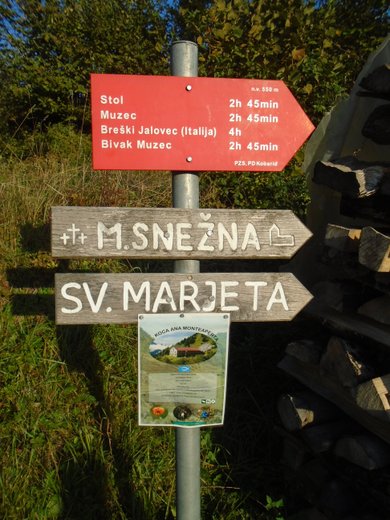 n.v. 550 m
Stol 2h 45min
Muzec 2h 45min
Breški Jalovec (Italija) 4h
Bivak Muzec 2h 45min
PZS, PD Kobarid
M. SNEŽNA
SV. MARJETA
KOČA ANA MONTEAPERTA